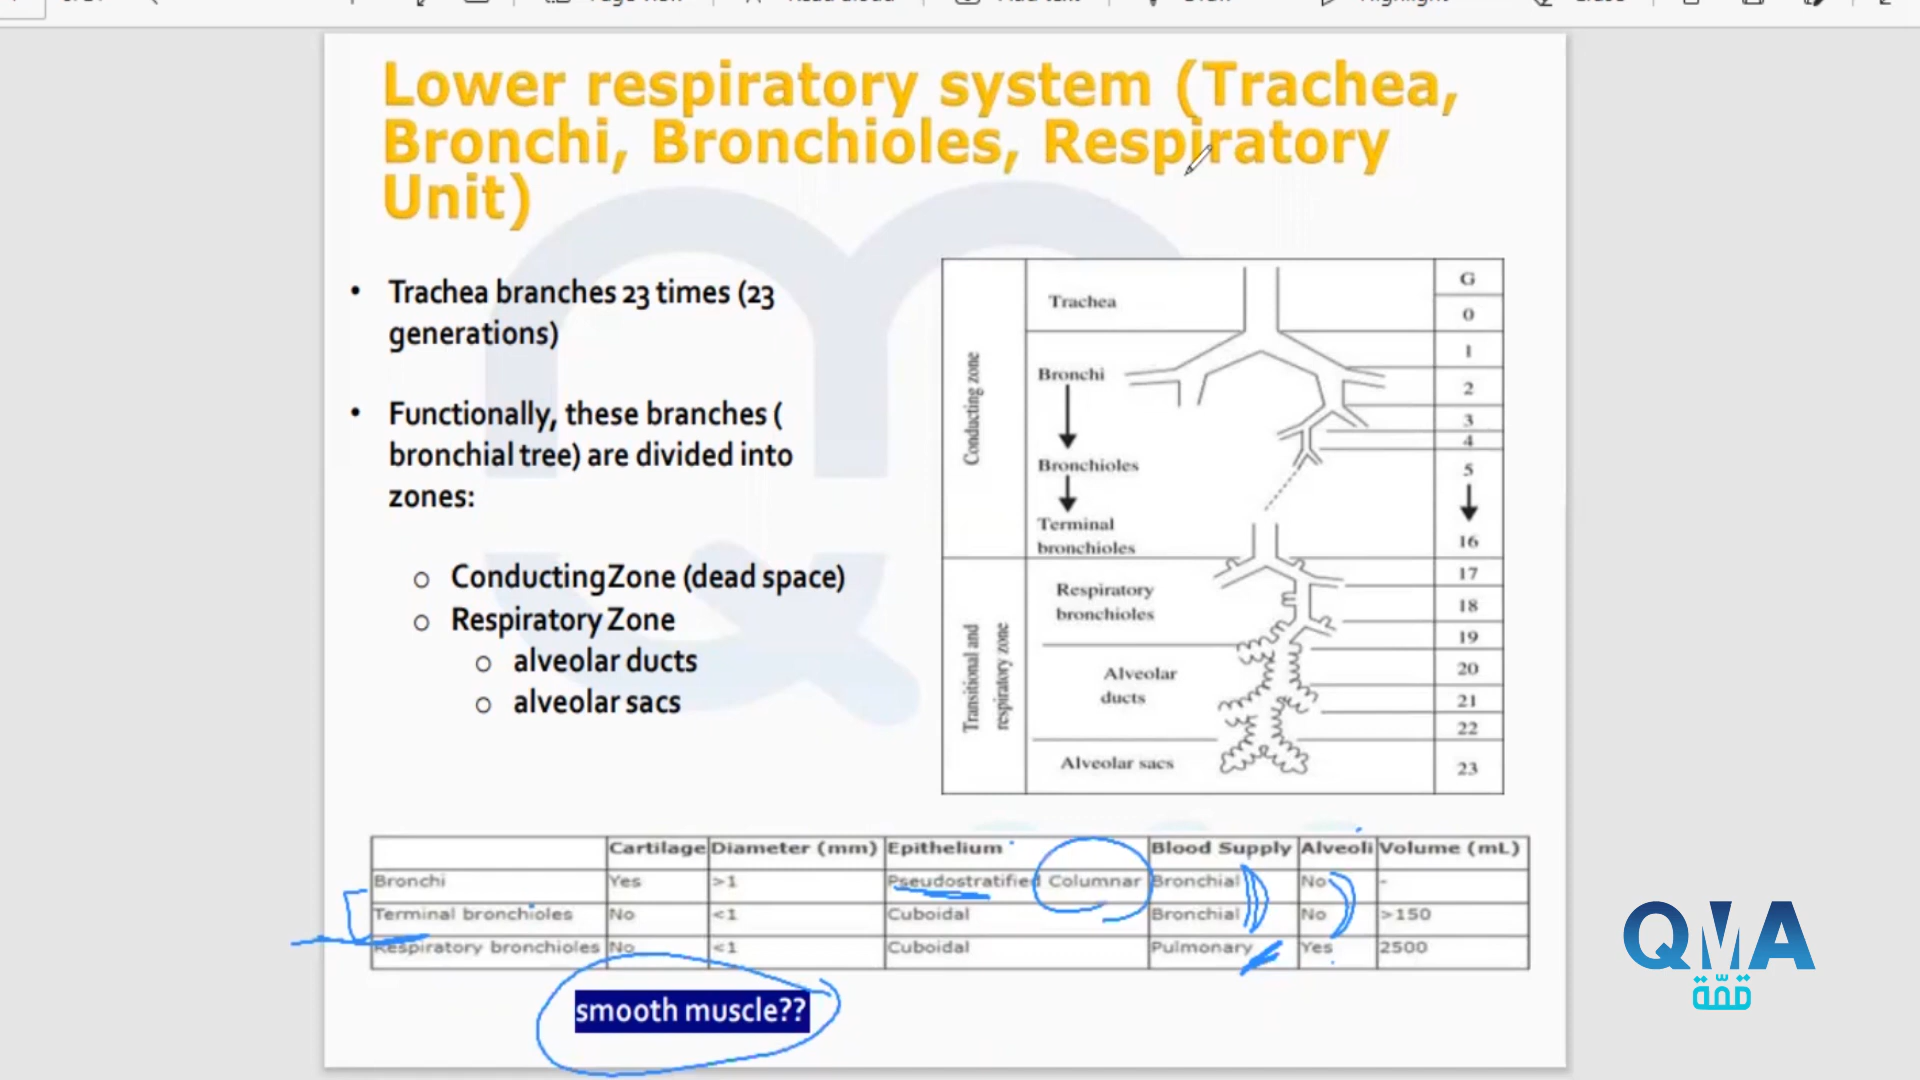 Lower respiratory system (Trachea,
Bronchi, Bronchioles, Respiratory
Unit)
• Trachea branches 23 times (23
generations)
• Functionally, these branches (
bronchial tree) are divided into
zones:
o Conducting Zone (dead space)
o Respiratory Zone
o alveolar ducts
o alveolar sacs
Conducting zone
Transitional and
respiratory zone
Trachea
Bronchi
Bronchioles
Terminal
bronchioles
Respiratory
bronchioles
Alveolar
ducts
Alveolar sacs
G
0
1
2
3
4
5
16
17
18
19
20
21
22
23
Cartilage Diameter (mm) Epithelium Blood Supply Alveoli Volume (mL)
Bronchi Yes >1 Pseudostratified Columnar Bronchial No -
Terminal bronchioles No <1 Cuboidal Bronchial No >150
Respiratory bronchioles No <1 Cuboidal Pulmonary Yes 2500
smooth muscle??
QMA
قمّة